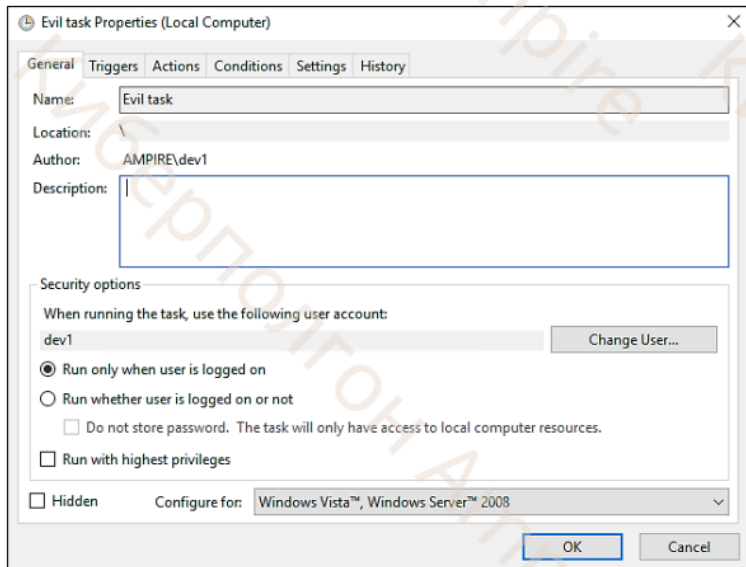 Evil task Properties (Local Computer)
General Triggers Actions Conditions Settings History
Name: Evil task
Location: \
Author: AMPIRE\dev1
Description:
Security options
When running the task, use the following user account:
dev1 Change User...
Run only when user is logged on
Run whether user is logged on or not
Do not store password. The task will only have access to local computer resources.
Run with highest privileges
Hidden Configure for: Windows Vista™, Windows Server™ 2008
OK Cancel
Киберполигон Ampire